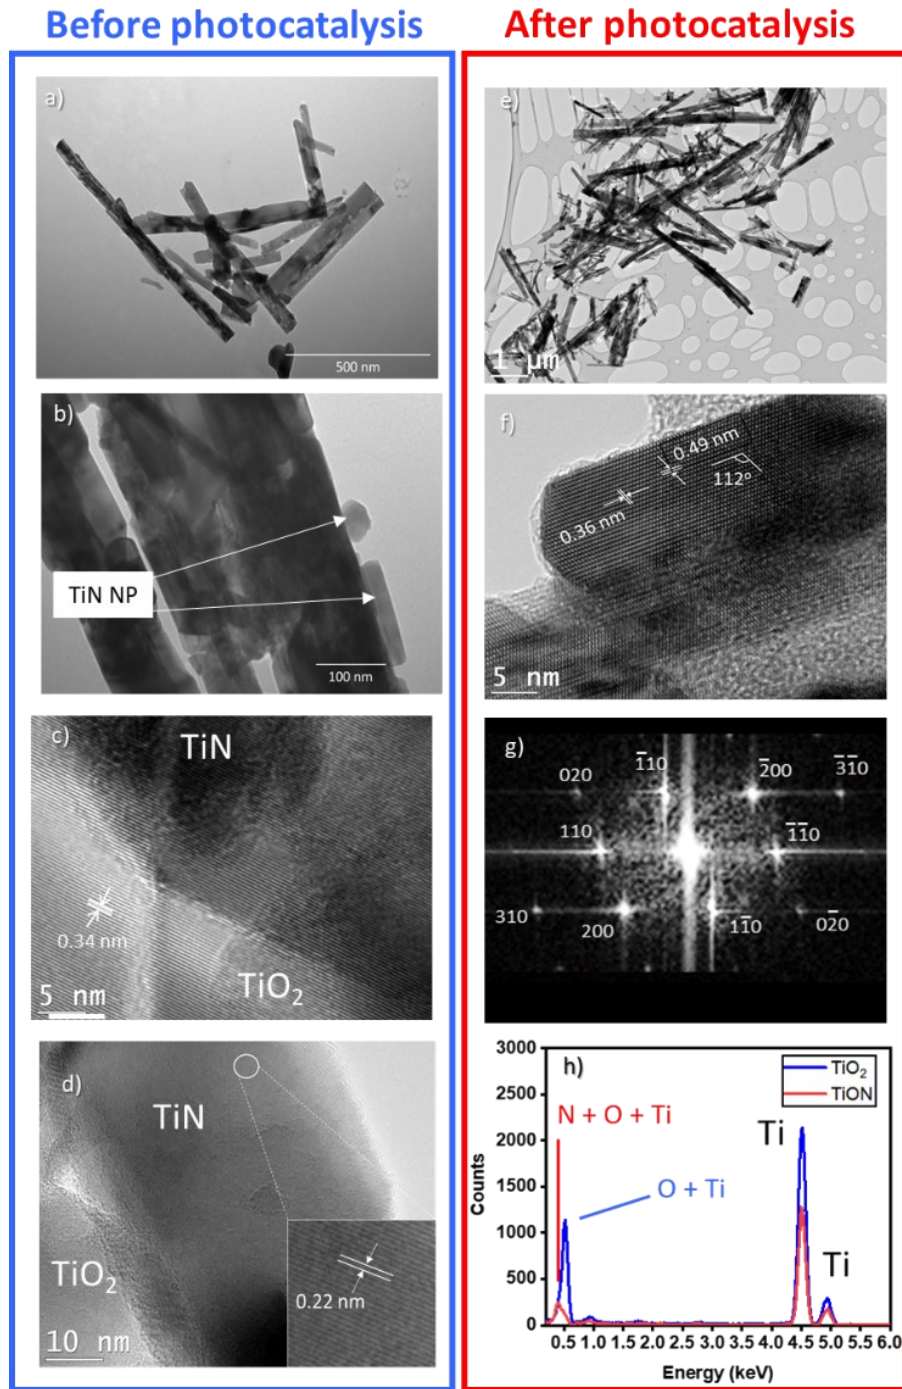 Before photocatalysis
After photocatalysis
a)
500 nm
b)
TiN NP
100 nm
c)
TiN
0.34 nm
TiO₂
5 nm
d)
TiN
TiO₂
0.22 nm
10 nm
e)
1 µm
f)
0.49 nm
112°
0.36 nm
5 nm
g)
020
1̅10
2̅00
3̅10
110
1̅1̅0
310
200
11̅0
02̅0
h)
3000
2500
2000
1500
1000
500
0
Counts
TiO₂
TiON
N + O + Ti
O + Ti
Ti
Ti
0.5 1.0 1.5 2.0 2.5 3.0 3.5 4.0 4.5 5.0 5.5 6.0
Energy (keV)